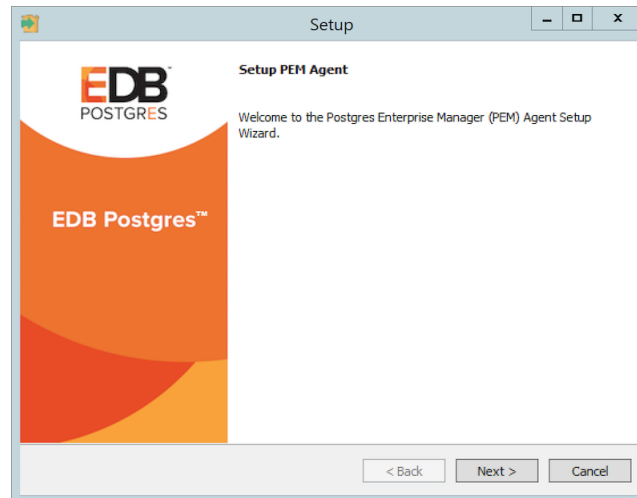 Setup
EDB™
POSTGRES
EDB Postgres™
Setup PEM Agent
Welcome to the Postgres Enterprise Manager (PEM) Agent Setup
Wizard.
< Back
Next >
Cancel